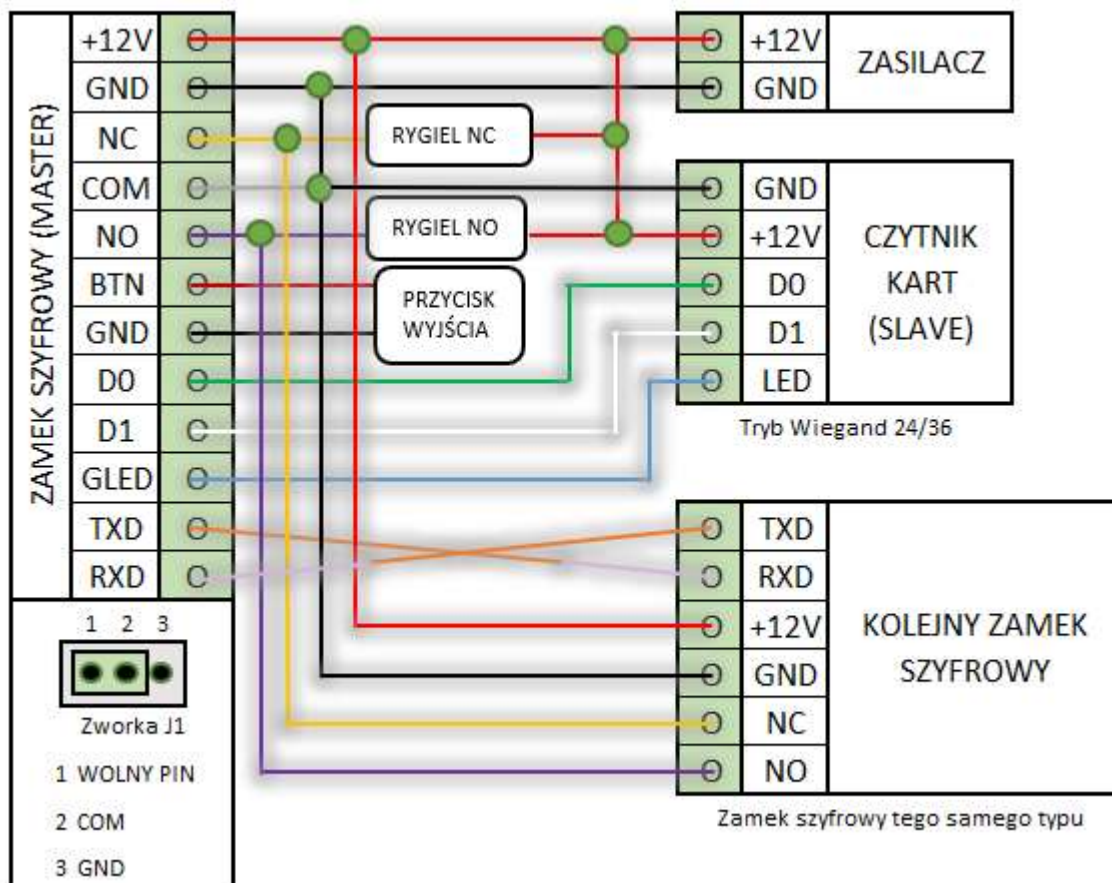 ZAMEK SZYFROWY (MASTER)
+12V
GND
NC
COM
NO
BTN
GND
D0
D1
GLED
TXD
RXD
1 2 3
Zworka J1
1 WOLNY PIN
2 COM
3 GND
RYGIEL NC
RYGIEL NO
PRZYCISK
WYJŚCIA
+12V
GND
ZASILACZ
GND
+12V
D0
D1
LED
CZYTNIK
KART
(SLAVE)
Tryb Wiegand 24/36
TXD
RXD
+12V
GND
NC
NO
KOLEJNY ZAMEK
SZYFROWY
Zamek szyfrowy tego samego typu